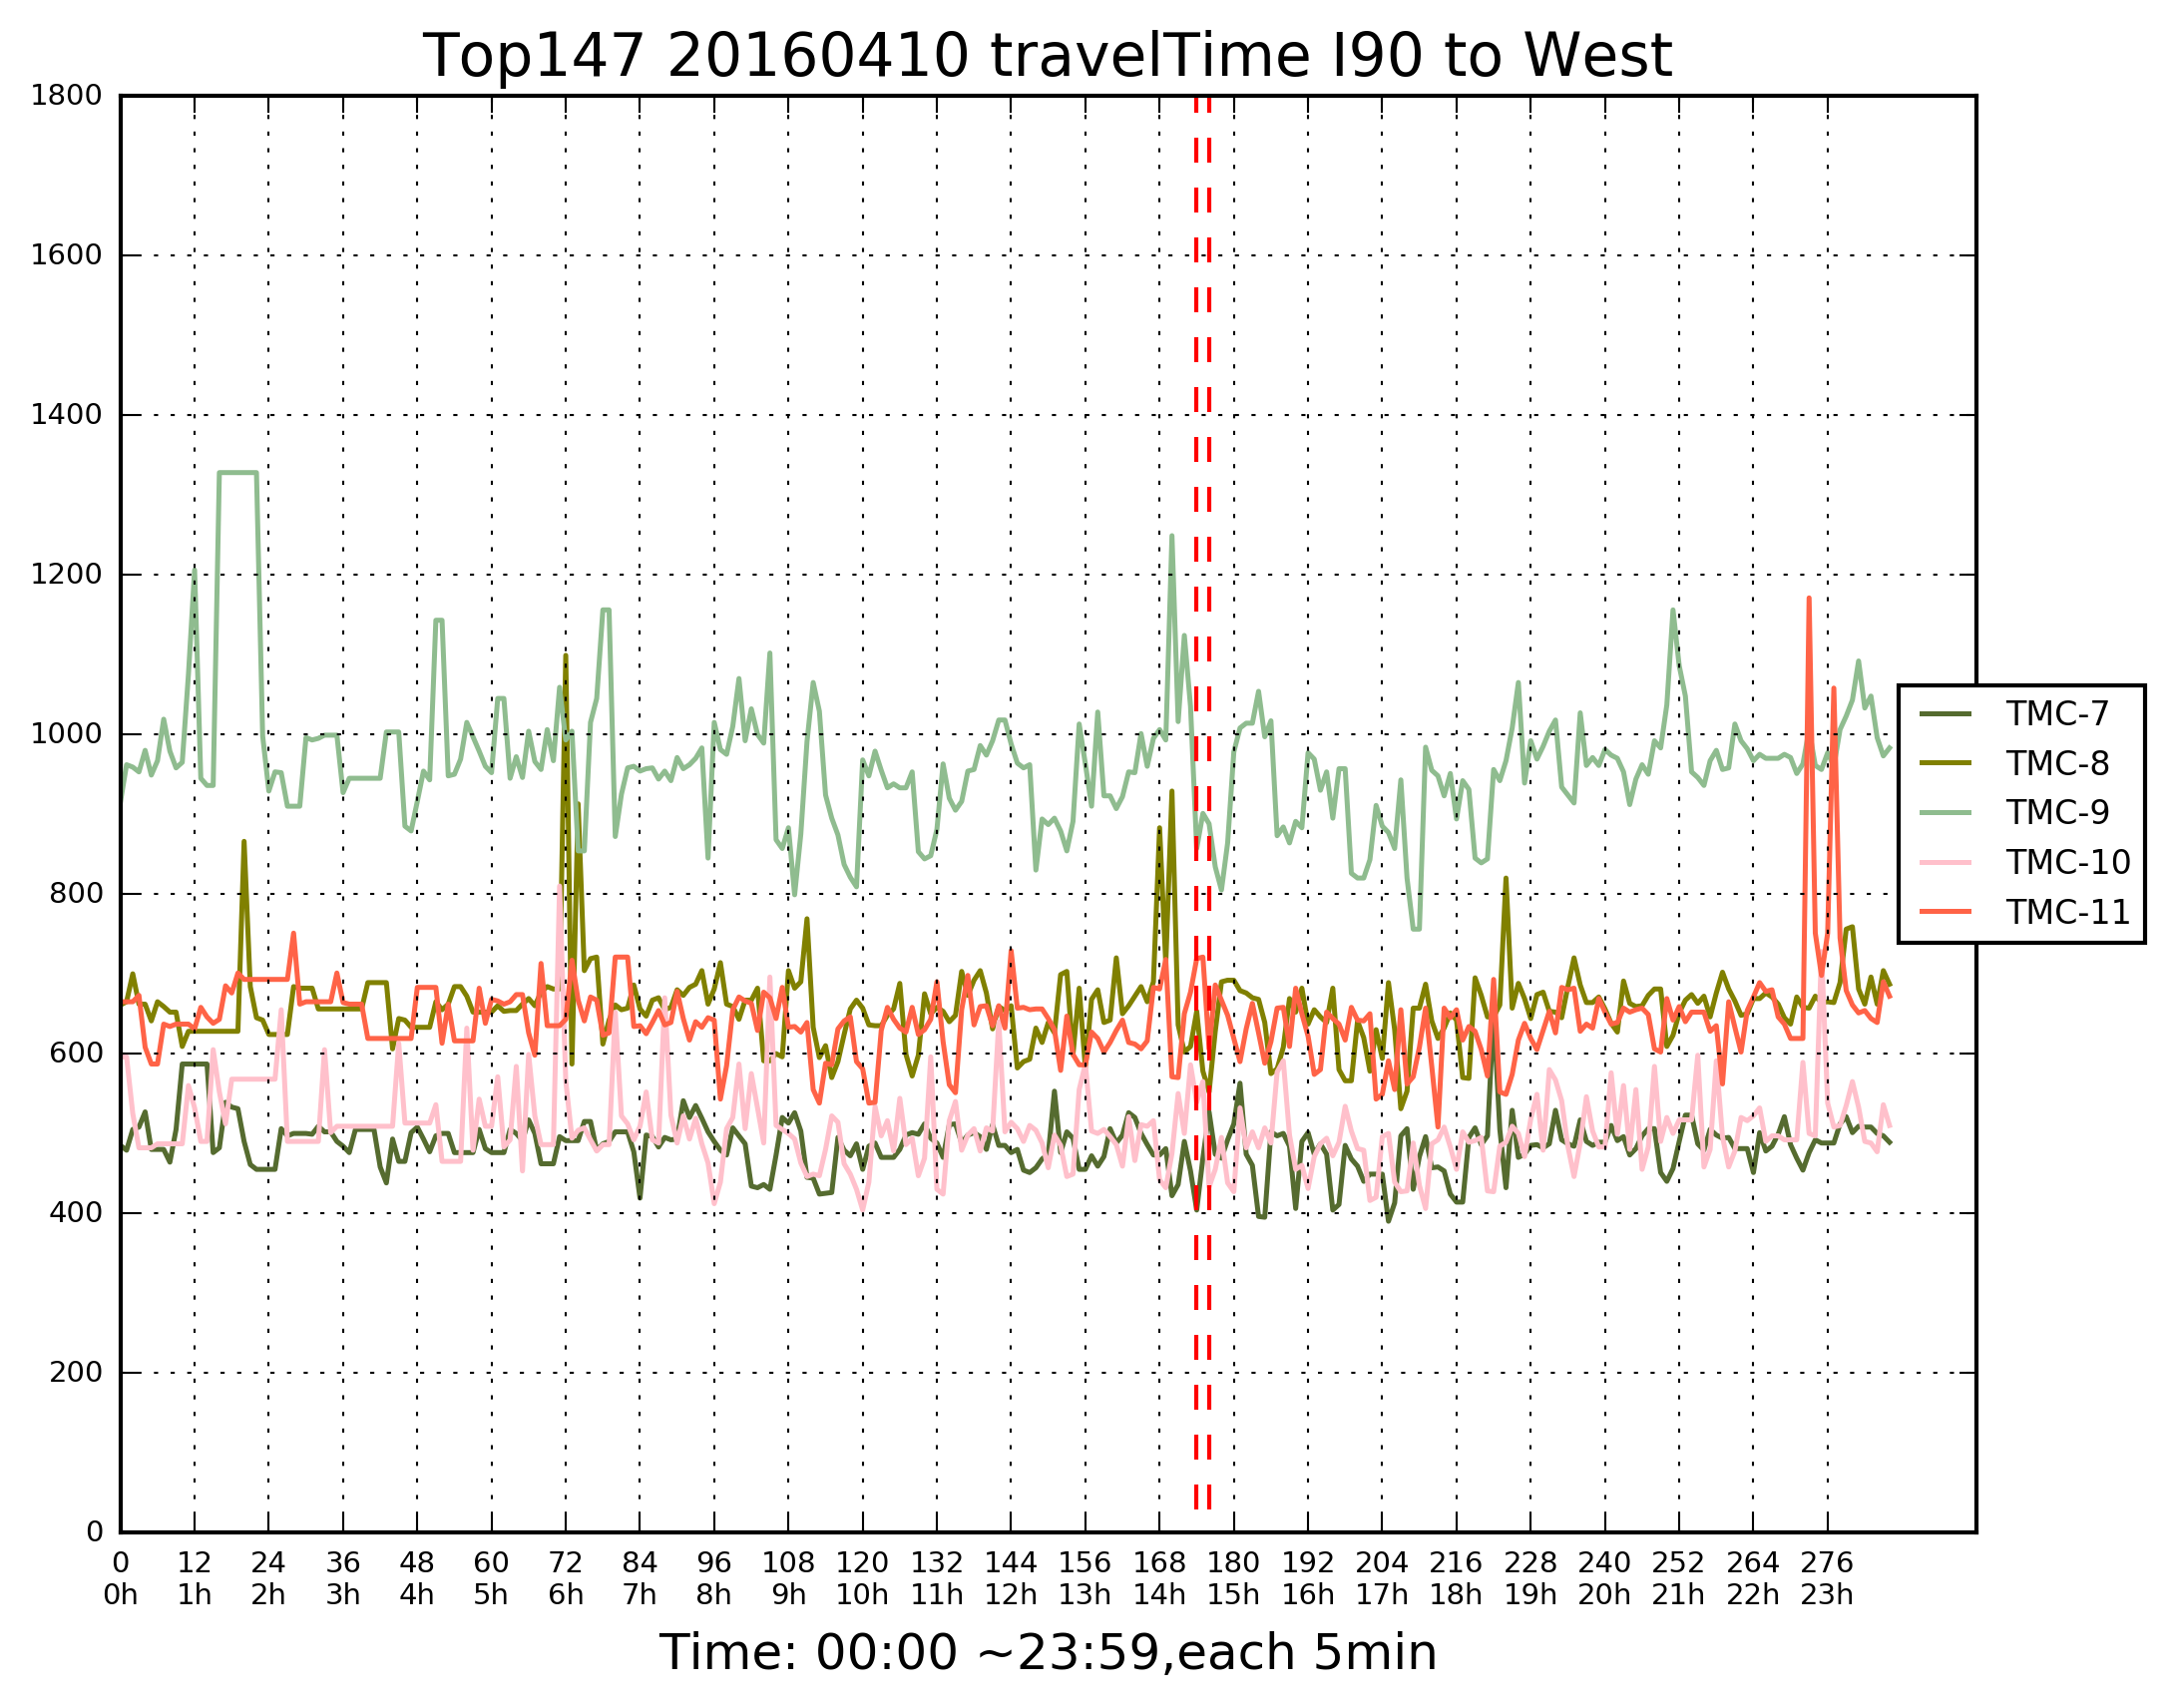 Top147 20160410 travelTime I90 to West
1800
1600
1400
1200
1000
800
600
400
200
0
0 12 24 36 48 60 72 84 96 108 120 132 144 156 168 180 192 204 216 228 240 252 264 276
0h 1h 2h 3h 4h 5h 6h 7h 8h 9h 10h 11h 12h 13h 14h 15h 16h 17h 18h 19h 20h 21h 22h 23h
Time: 00:00 ~23:59,each 5min
TMC-7
TMC-8
TMC-9
TMC-10
TMC-11